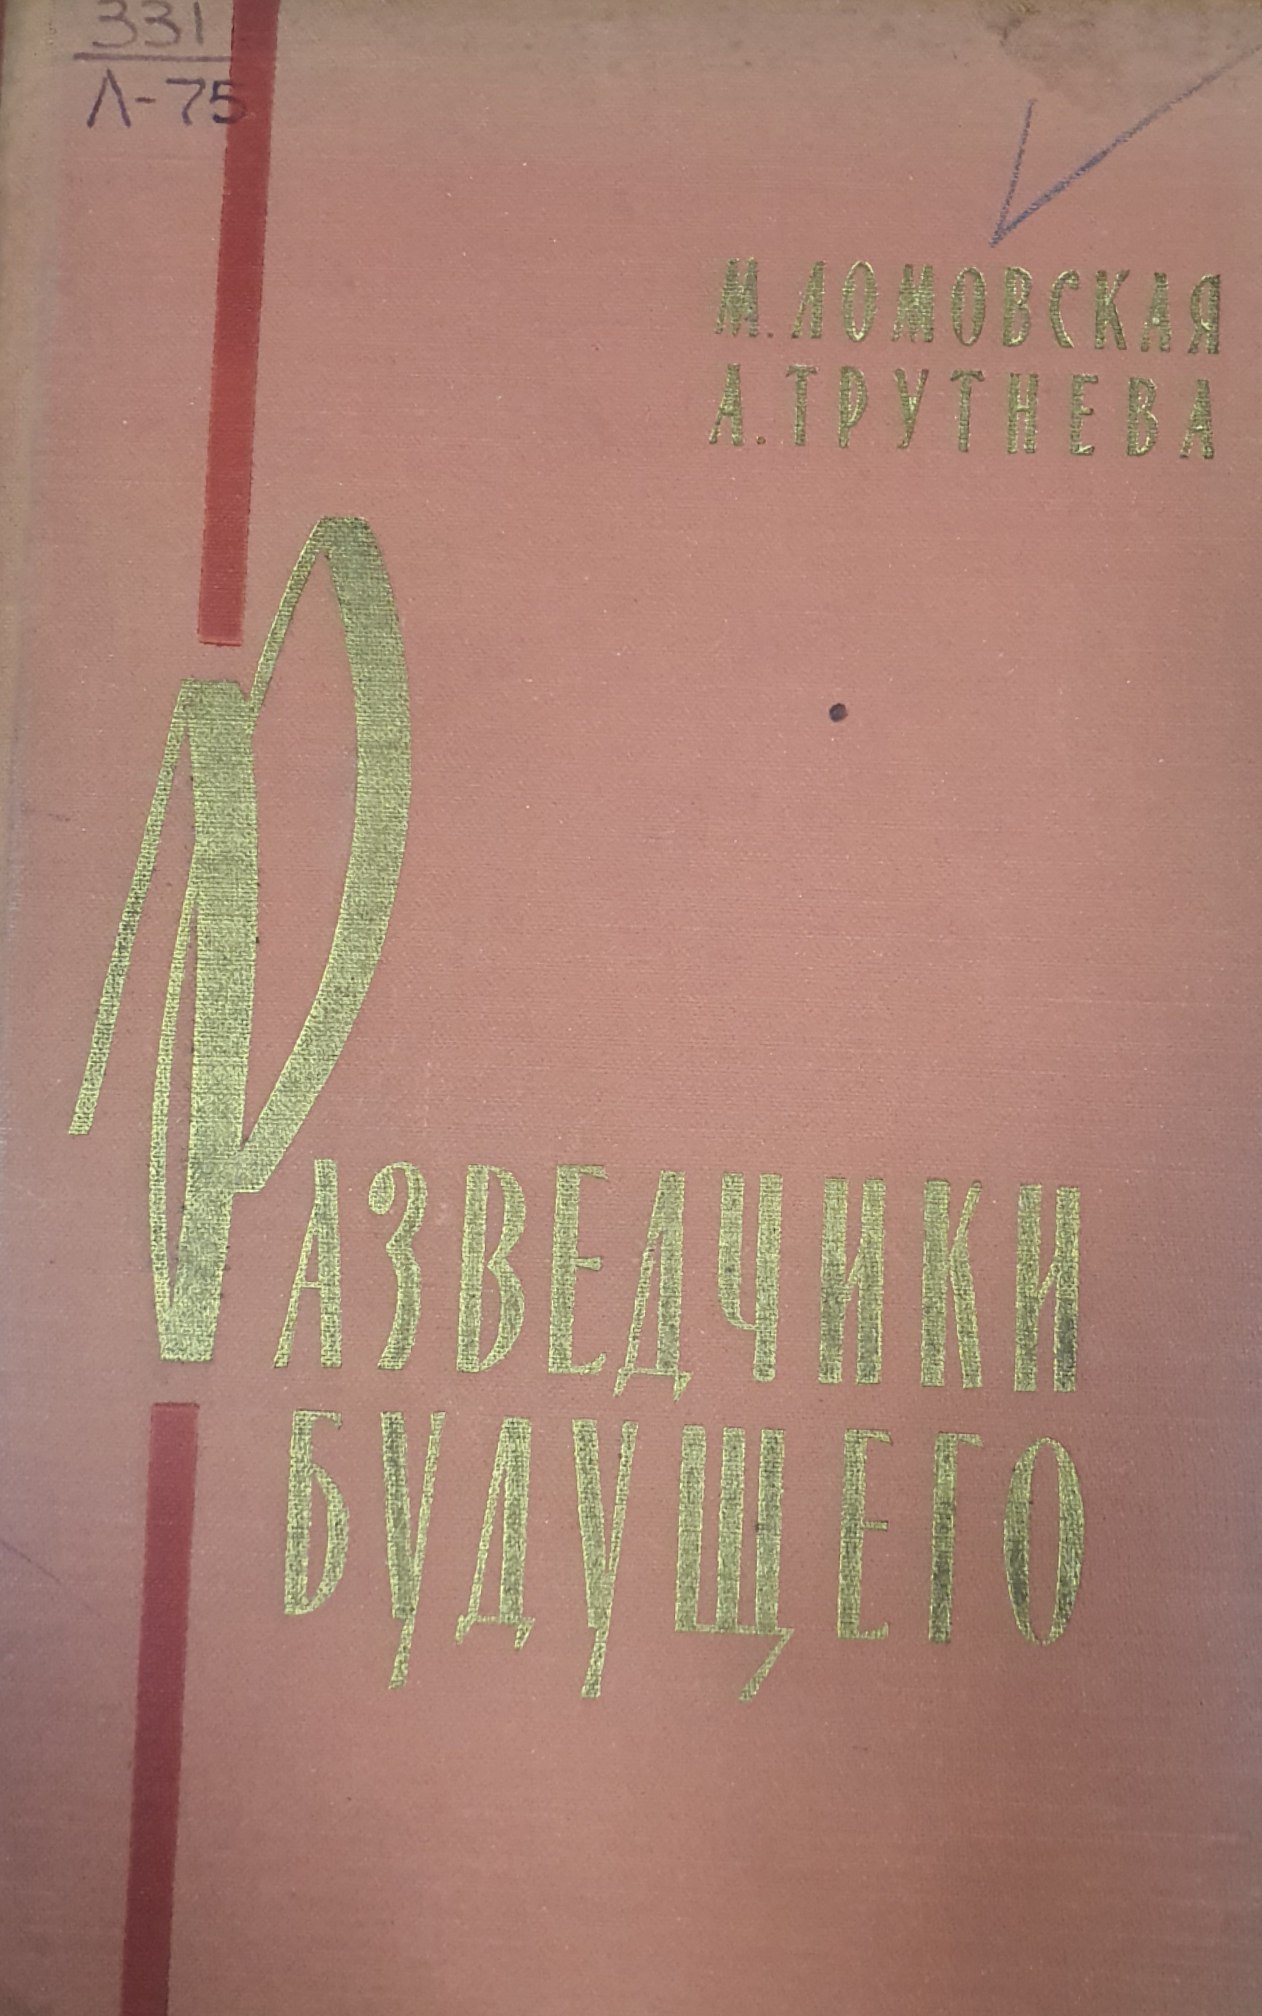 331
Л-75
М. ЛОМОВСКАЯ
А. ТРУТНЕВА
РАЗВЕДЧИКИ
БУДУЩЕГО